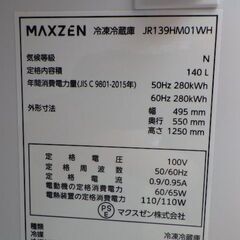 MAXZEN 冷凍冷蔵庫 JR139HM01WH
気候等級 N
定格内容積 140 L
年間消費電力量(JIS C 9801-2015年) 50Hz 280kWh
60Hz 280kWh
外形寸法 幅 495 mm
奥行 550 mm
高さ 1250 mm
定格電圧 100V
定格周波数 50/60Hz
定格電流 0.9/0.95A
電動機の定格消費電力 60/65W
電熱装置の定格消費電力 110/110W
PSE マクスゼン株式会社
種類 冷凍冷蔵庫
冷媒